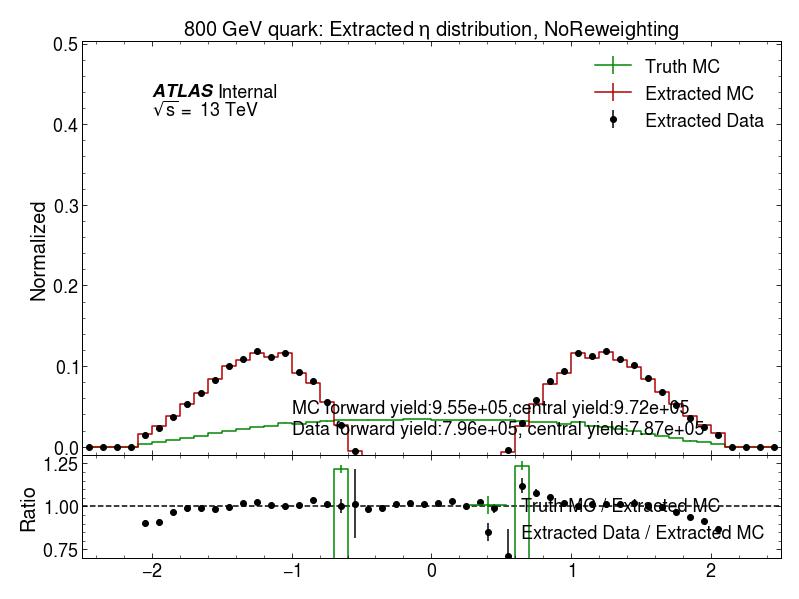 800 GeV quark: Extracted η distribution, NoReweighting
0.5
ATLAS Internal
√s = 13 TeV
Truth MC
Extracted MC
Extracted Data
0.4
0.3
0.2
0.1
0.0
Normalized
MC forward yield:9.55e+05,central yield:9.72e+05
Data forward yield:7.96e+05, central yield:7.87e+05
1.25
1.00
0.75
Ratio
Truth MC / Extracted MC
Extracted Data / Extracted MC
−2 −1 0 1 2